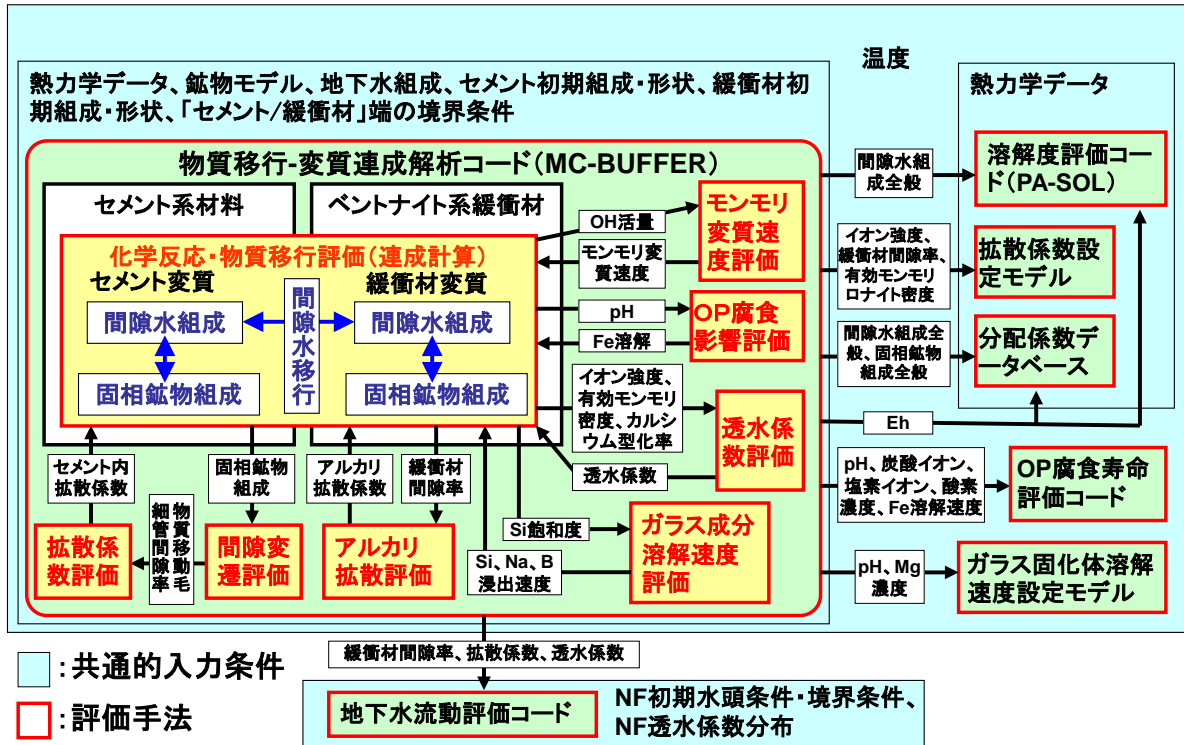 温度
熱力学データ、鉱物モデル、地下水組成、セメント初期組成・形状、緩衝材初
期組成・形状、「セメント/緩衝材」端の境界条件
熱力学データ
物質移行-変質連成解析コード(MC-BUFFER)
セメント系材料
ベントナイト系緩衝材
化学反応・物質移行評価(連成計算)
セメント変質
緩衝材変質
間隙水組成
間隙水移行
間隙水組成
固相鉱物組成
固相鉱物組成
OH活量
モンモリ変
質速度
モンモリ
変質速
度評価
pH
Fe溶解
OP腐食
影響評価
イオン強度、
有効モンモリ
密度、カルシ
ウム型化率
透水係数
透水係
数評価
セメント内
拡散係数
固相鉱物
組成
アルカリ
拡散係数
緩衝材
間隙率
Si飽和度
Si、Na、B
浸出速度
ガラス成分
溶解速度
評価
拡散係
数評価
物質移動毛
細管間隙率
間隙変
遷評価
アルカリ
拡散評価
間隙水組
成全般
溶解度評価コー
ド(PA-SOL)
イオン強度、
緩衝材間隙率、
有効モンモリ
ロナイト密度
拡散係数設
定モデル
間隙水組成全
般、固相鉱物
組成全般
分配係数デ
ータベース
Eh
pH、炭酸イオン、
塩素イオン、酸素
濃度、Fe溶解速度
OP腐食寿命
評価コード
pH、Mg
濃度
ガラス固化体溶解
速度設定モデル
緩衝材間隙率、拡散係数、透水係数
:共通的入力条件
:評価手法
地下水流動評価コード
NF初期水頭条件・境界条件、
NF透水係数分布